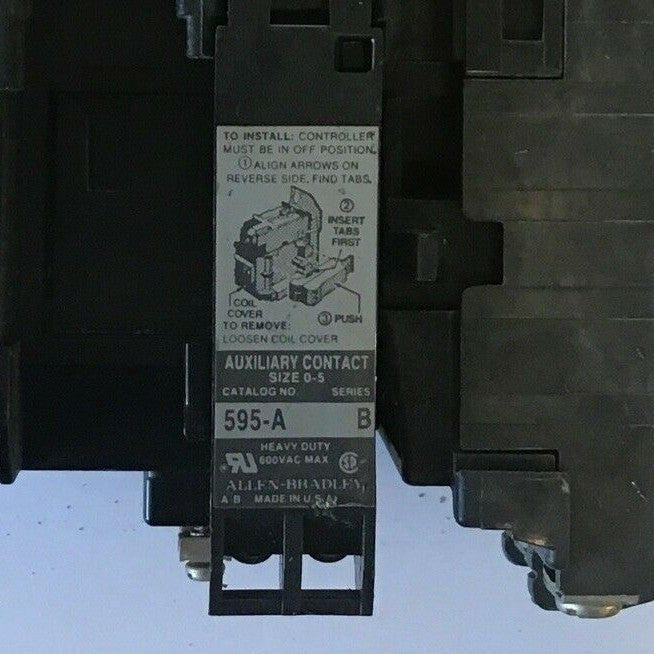 TO INSTALL: CONTROLLER
MUST BE IN OFF POSITION.
① ALIGN ARROWS ON
REVERSE SIDE, FIND TABS.
②
INSERT
TABS
FIRST
COIL
COVER
③ PUSH
TO REMOVE:
LOOSEN COIL COVER
AUXILIARY CONTACT
SIZE 0-5
CATALOG NO. SERIES
595-A B
HEAVY DUTY
600VAC MAX
ALLEN-BRADLEY
A B MADE IN U.S.A.